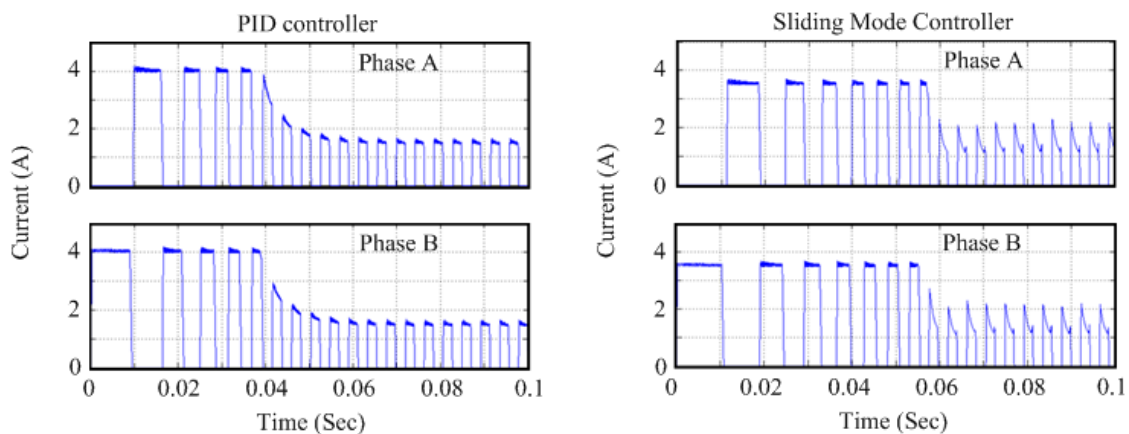 PID controller
Phase A
4
2
0
Phase B
4
2
0
0 0.02 0.04 0.06 0.08 0.1
Time (Sec)
Current (A)
Sliding Mode Controller
Phase A
4
2
0
Phase B
4
2
0
0 0.02 0.04 0.06 0.08 0.1
Time (Sec)
Current (A)